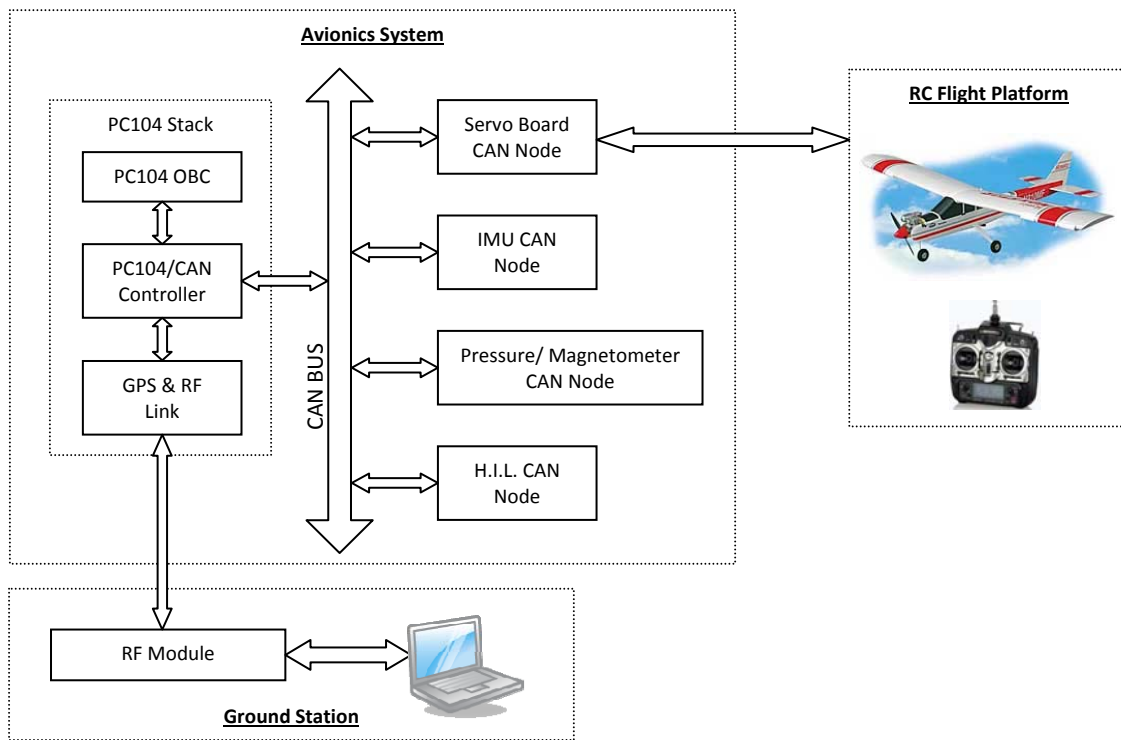 Avionics System
PC104 Stack
PC104 OBC
PC104/CAN
Controller
GPS & RF
Link
CAN BUS
Servo Board
CAN Node
IMU CAN
Node
Pressure/ Magnetometer
CAN Node
H.I.L. CAN
Node
RC Flight Platform
RF Module
Ground Station